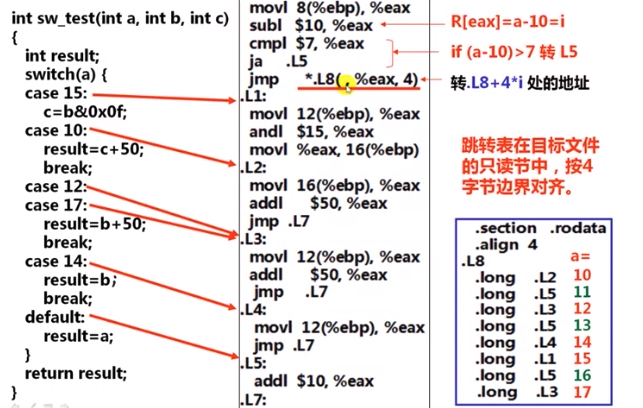 int sw_test(int a, int b, int c)
{
int result;
switch(a) {
case 15:
c=b&0x0f;
case 10:
result=c+50;
break;
case 12:
case 17:
result=b+50;
break;
case 14:
result=b;
break;
default:
result=a;
}
return result;
}
movl 8(%ebp), %eax
subl $10, %eax
cmpl $7, %eax
ja .L5
jmp *.L8( , %eax, 4)
.L1:
movl 12(%ebp), %eax
andl $15, %eax
movl %eax, 16(%ebp)
.L2:
movl 16(%ebp), %eax
addl $50, %eax
jmp .L7
.L3:
movl 12(%ebp), %eax
addl $50, %eax
jmp .L7
.L4:
movl 12(%ebp), %eax
jmp .L7
.L5:
addl $10, %eax
.L7:
R[eax]=a-10=i
if (a-10)>7 转 L5
转.L8+4*i 处的地址
跳转表在目标文件
的只读节中，按4
字节边界对齐。
.section .rodata
.align 4
.L8 a=
.long .L2 10
.long .L5 11
.long .L3 12
.long .L5 13
.long .L4 14
.long .L1 15
.long .L5 16
.long .L3 17